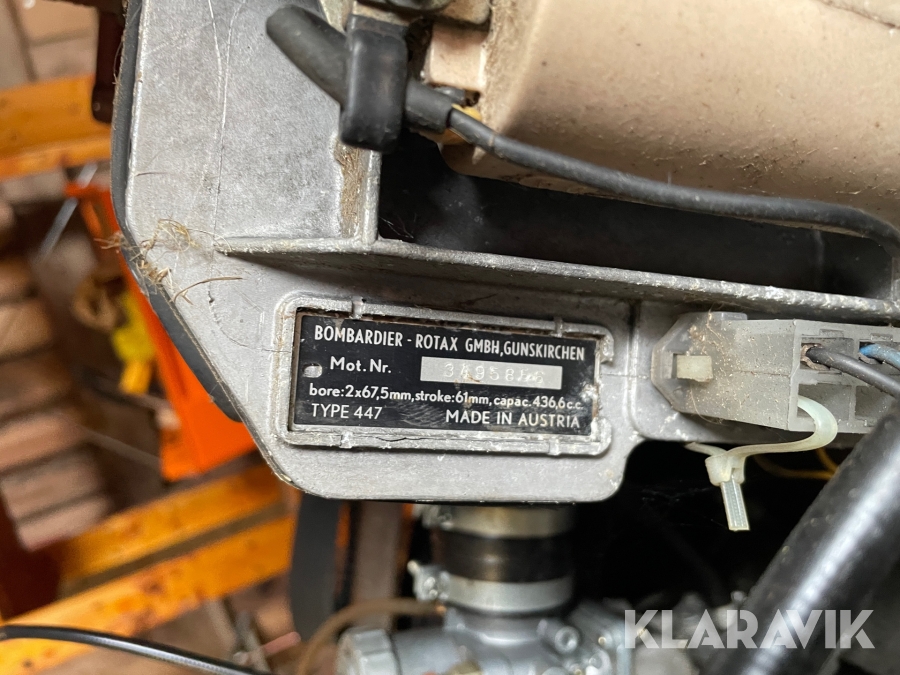 BOMBARDIER - ROTAX GMBH,GUNSKIRCHEN
Mot. Nr.
bore:2x67,5mm,stroke:61mm,capac.436,6c.c.
TYPE 447 MADE IN AUSTRIA
KLARAVIK